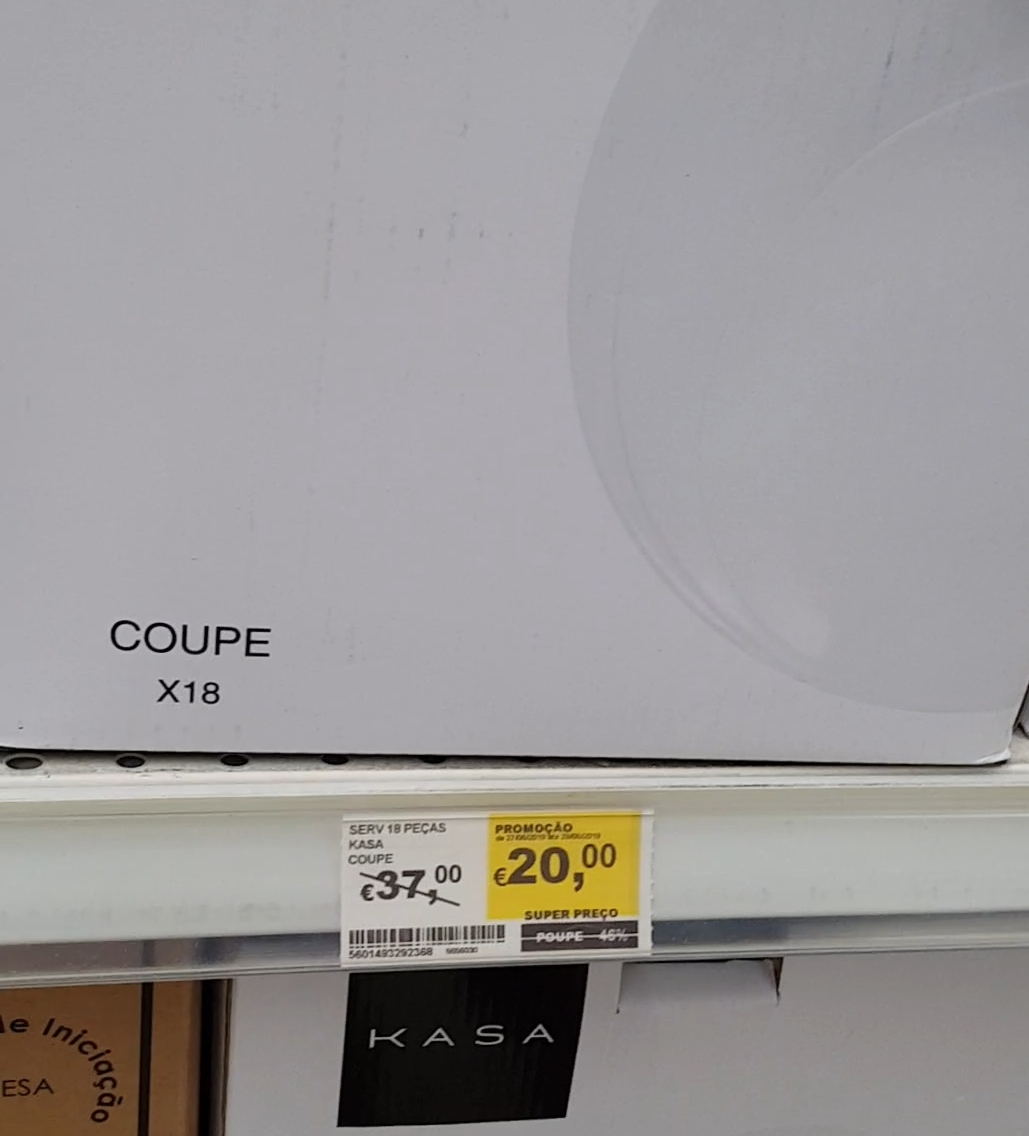 COUPE
X18
SERV 18 PEÇAS
KASA
COUPE
€37,00
PROMOÇÃO
€20,00
SUPER PREÇO
POUPE 46%
5601493292368
KASA
de Iniciação
ESA